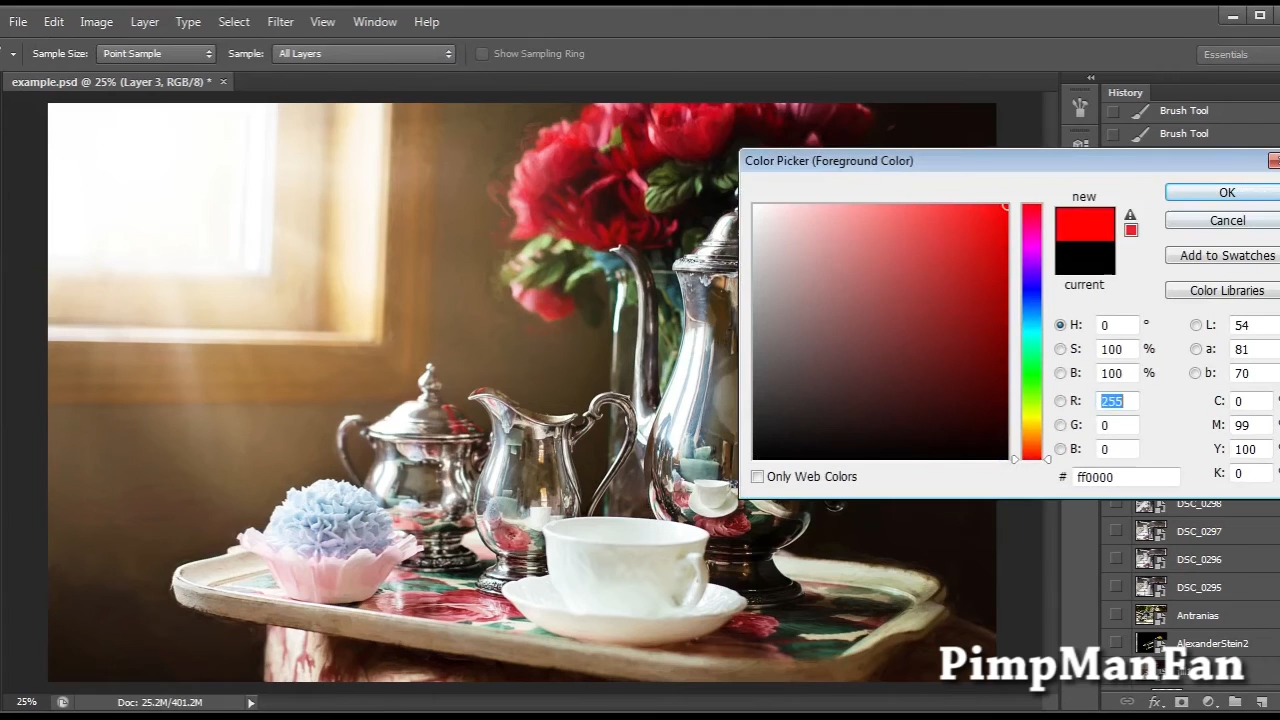 File Edit Image Layer Type Select Filter View Window Help
Sample Size: Point Sample Sample: All Layers Show Sampling Ring Essentials
example.psd @ 25% (Layer 3, RGB/8) * ×
History
Brush Tool
Brush Tool
Color Picker (Foreground Color)
new
current
OK
Cancel
Add to Swatches
Color Libraries
H: 0 ° L: 54
S: 100 % a: 81
B: 100 % b: 70
R: 255 C: 0
G: 0 M: 99
B: 0 Y: 100
# ff0000 K: 0
Only Web Colors
DSC_0298
DSC_0297
DSC_0296
DSC_0295
Antranias
AlexanderStein2
PimpManFan
25% Doc: 25.2M/401.2M
fx